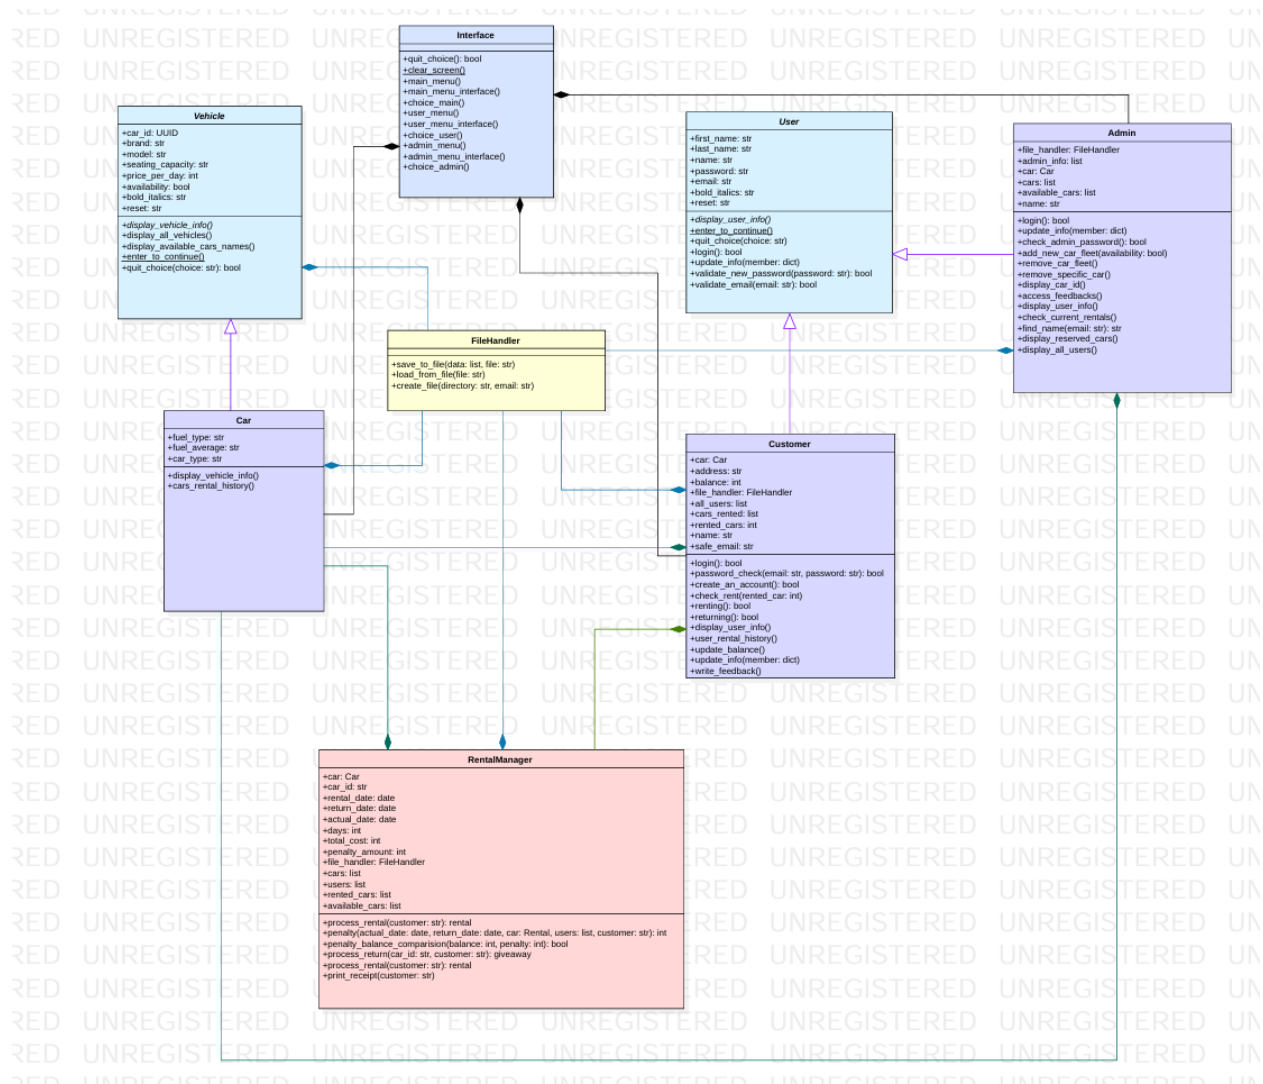 Interface
+quit_choice(): bool
+clear_screen()
+main_menu()
+main_menu_interface()
+choice_main()
+user_menu()
+user_menu_interface()
+choice_user()
+admin_menu()
+admin_menu_interface()
+choice_admin()
Vehicle
+car_id: UUID
+brand: str
+model: str
+seating_capacity: str
+price_per_day: int
+availability: bool
+bold_italics: str
+reset: str
+display_vehicle_info()
+display_all_vehicles()
+display_available_cars_names()
+enter_to_continue()
+quit_choice(choice: str): bool
User
+first_name: str
+last_name: str
+name: str
+password: str
+email: str
+bold_italics: str
+reset: str
+display_user_info()
+enter_to_continue()
+quit_choice(choice: str)
+login(): bool
+update_info(member: dict)
+validate_new_password(password: str): bool
+validate_email(email: str): bool
Admin
+file_handler: FileHandler
+admin_info: list
+car: Car
+cars: list
+available_cars: list
+name: str
+login(): bool
+update_info(member: dict)
+check_admin_password(): bool
+add_new_car_fleet(availability: bool)
+remove_car_fleet()
+remove_specific_car()
+display_car_id()
+access_feedbacks()
+display_user_info()
+check_current_rentals()
+find_name(email: str): str
+display_reserved_cars()
+display_all_users()
FileHandler
+save_to_file(data: list, file: str)
+load_from_file(file: str)
+create_file(directory: str, email: str)
Car
+fuel_type: str
+fuel_average: str
+car_type: str
+display_vehicle_info()
+cars_rental_history()
Customer
+car: Car
+address: str
+balance: int
+file_handler: FileHandler
+all_users: list
+cars_rented: list
+rented_cars: int
+name: str
+safe_email: str
+login(): bool
+password_check(email: str, password: str): bool
+create_an_account(): bool
+check_rent(rented_car: int)
+renting(): bool
+returning(): bool
+display_user_info()
+user_rental_history()
+update_balance()
+update_info(member: dict)
+write_feedback()
RentalManager
+car: Car
+car_id: str
+rental_date: date
+return_date: date
+actual_date: date
+days: int
+total_cost: int
+penalty_amount: int
+file_handler: FileHandler
+cars: list
+users: list
+rented_cars: list
+available_cars: list
+process_rental(customer: str): rental
+penalty(actual_date: date, return_date: date, car: Rental, users: list, customer: str): int
+penalty_balance_comparision(balance: int, penalty: int): bool
+process_return(car_id: str, customer: str): giveaway
+process_rental(customer: str): rental
+print_receipt(customer: str)